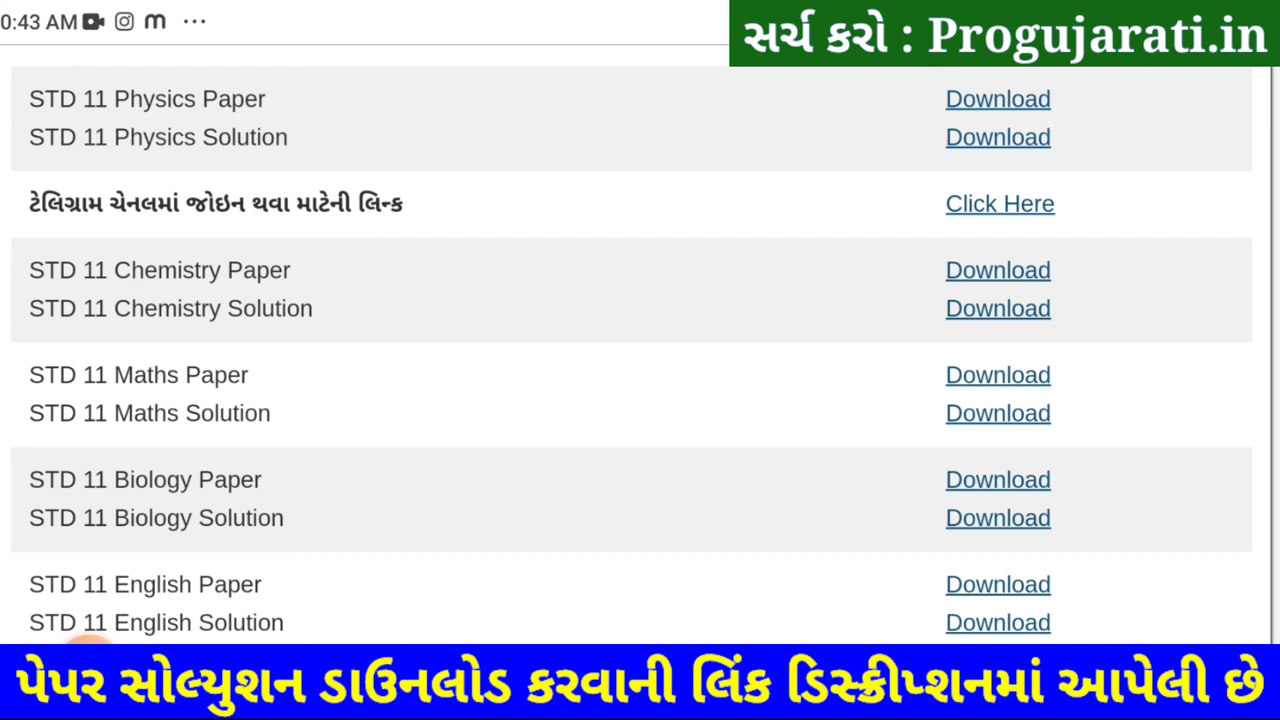 0:43 AM
સર્ચ કરો : Progujarati.in
STD 11 Physics Paper Download
STD 11 Physics Solution Download
ટેલિગ્રામ ચેનલમાં જોઇન થવા માટેની લિન્ક Click Here
STD 11 Chemistry Paper Download
STD 11 Chemistry Solution Download
STD 11 Maths Paper Download
STD 11 Maths Solution Download
STD 11 Biology Paper Download
STD 11 Biology Solution Download
STD 11 English Paper Download
STD 11 English Solution Download
પેપર સોલ્યુશન ડાઉનલોડ કરવાની લિંક ડિસ્ક્રીપ્શનમાં આપેલી છે